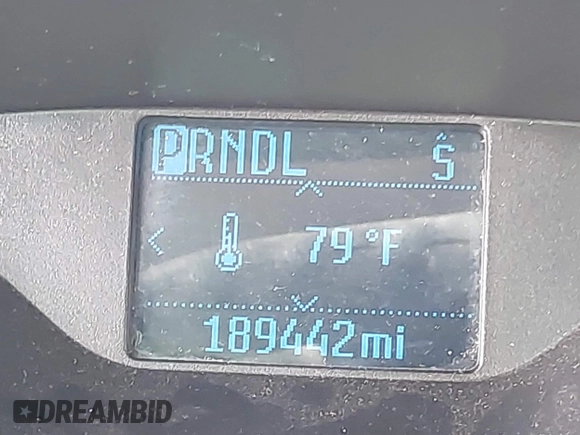 PRNDL Ŝ
79 °F
189442mi
DREAMBID